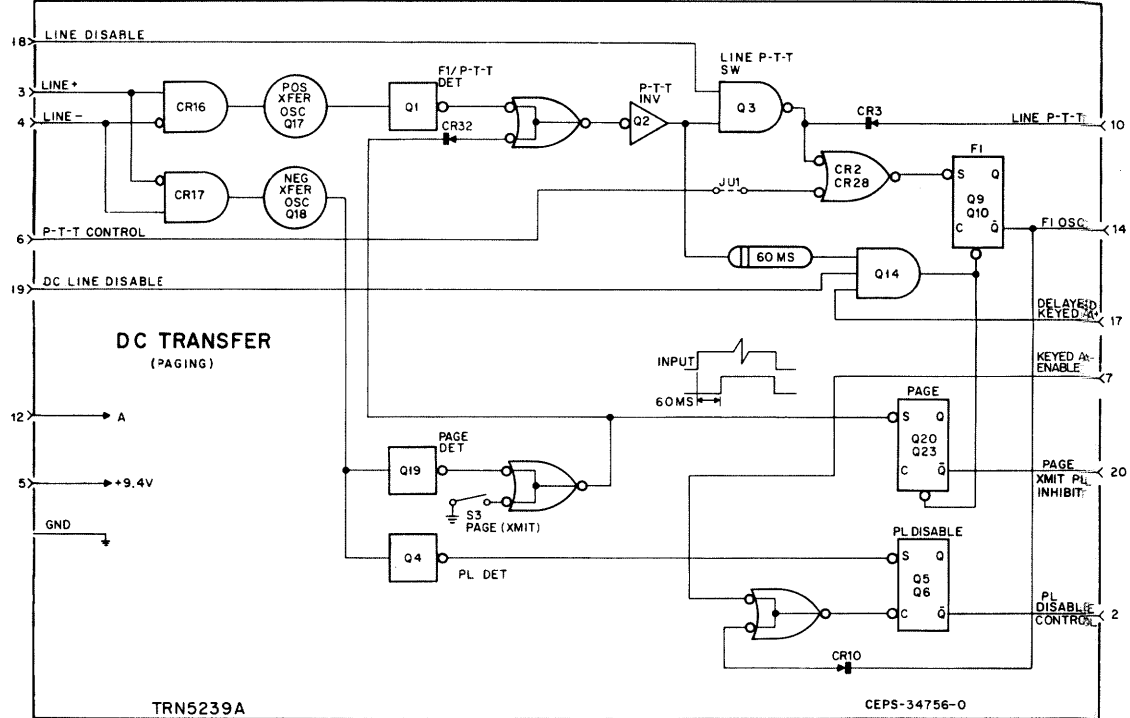 18 LINE DISABLE
3 LINE+
4 LINE-
CR16
POS
XFER
OSC
Q17
F1/P-T-T
DET
Q1
CR32
P-T-T
INV
Q2
LINE P-T-T
SW
Q3
CR3
LINE P-T-T 10
CR17
NEG
XFER
OSC
Q18
JU1
CR2
CR28
F1
S Q
Q9
Q10
C Q̄
F1 OSC 14
6 P-T-T CONTROL
60 MS
Q14
19 DC LINE DISABLE
DELAYED
KEYED A+ 17
DC TRANSFER
(PAGING)
INPUT
60MS
KEYED A-
ENABLE 7
12 A
PAGE
S Q
Q20
Q23
C Q̄
PAGE 20
XMIT PL
INHIBIT
PAGE
DET
Q19
5 +9.4V
S3
PAGE (XMIT)
GND
Q4
PL DET
PL DISABLE
S Q
Q5
Q6
C Q̄
PL
DISABLE 2
CONTROL
CR10
TRN5239A
CEPS-34756-0